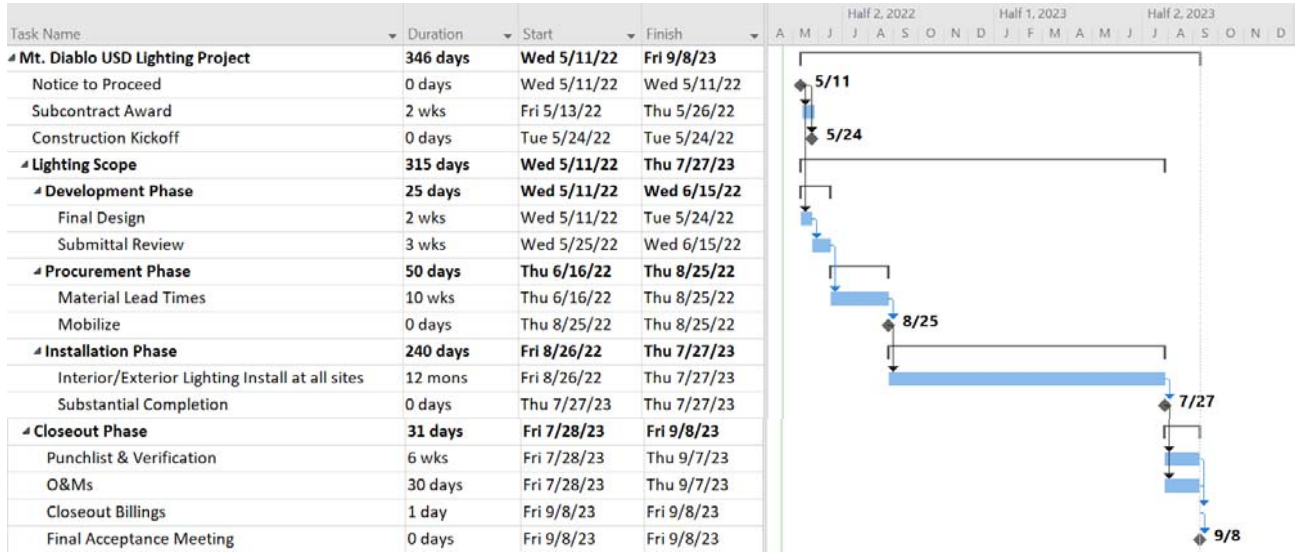 Half 2, 2022 Half 1, 2023 Half 2, 2023
Task Name Duration Start Finish A M J J A S O N D J F M A M J J A S O N D
Mt. Diablo USD Lighting Project 346 days Wed 5/11/22 Fri 9/8/23
Notice to Proceed 0 days Wed 5/11/22 Wed 5/11/22 5/11
Subcontract Award 2 wks Fri 5/13/22 Thu 5/26/22
Construction Kickoff 0 days Tue 5/24/22 Tue 5/24/22 5/24
Lighting Scope 315 days Wed 5/11/22 Thu 7/27/23
Development Phase 25 days Wed 5/11/22 Wed 6/15/22
Final Design 2 wks Wed 5/11/22 Tue 5/24/22
Submittal Review 3 wks Wed 5/25/22 Wed 6/15/22
Procurement Phase 50 days Thu 6/16/22 Thu 8/25/22
Material Lead Times 10 wks Thu 6/16/22 Thu 8/25/22
Mobilize 0 days Thu 8/25/22 Thu 8/25/22 8/25
Installation Phase 240 days Fri 8/26/22 Thu 7/27/23
Interior/Exterior Lighting Install at all sites 12 mons Fri 8/26/22 Thu 7/27/23
Substantial Completion 0 days Thu 7/27/23 Thu 7/27/23 7/27
Closeout Phase 31 days Fri 7/28/23 Fri 9/8/23
Punchlist & Verification 6 wks Fri 7/28/23 Thu 9/7/23
O&Ms 30 days Fri 7/28/23 Thu 9/7/23
Closeout Billings 1 day Fri 9/8/23 Fri 9/8/23
Final Acceptance Meeting 0 days Fri 9/8/23 Fri 9/8/23 9/8